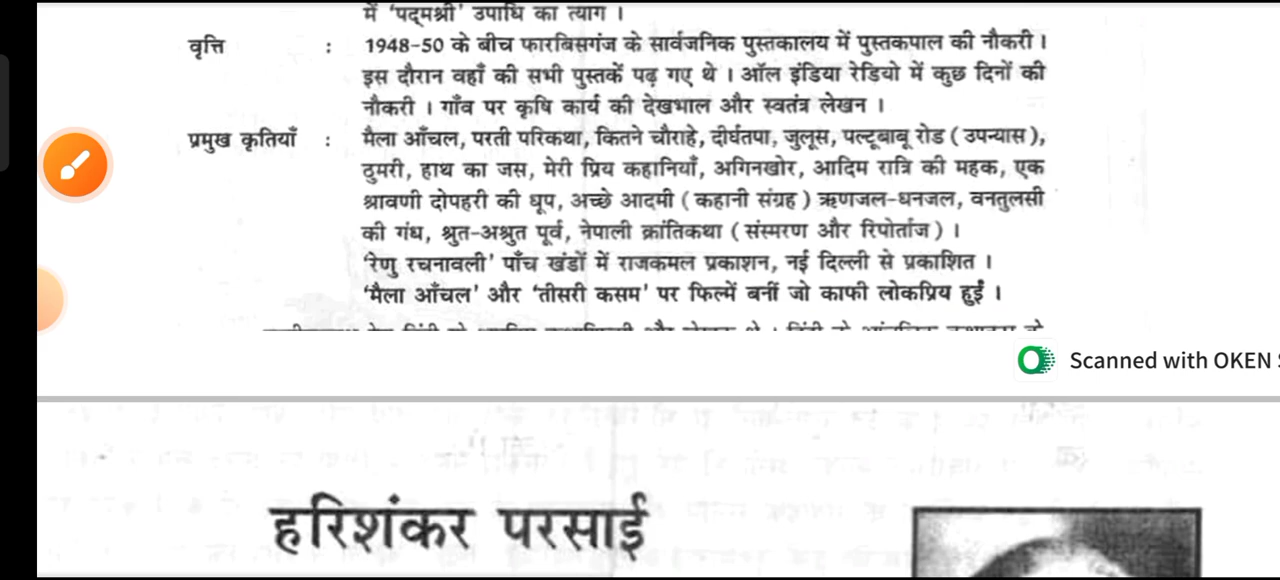 में 'पद्मश्री' उपाधि का त्याग ।
वृत्ति : 1948-50 के बीच फारबिसगंज के सार्वजनिक पुस्तकालय में पुस्तकपाल की नौकरी ।
इस दौरान वहाँ की सभी पुस्तकें पढ़ गए थे । ऑल इंडिया रेडियो में कुछ दिनों की
नौकरी । गाँव पर कृषि कार्य की देखभाल और स्वतंत्र लेखन ।
प्रमुख कृतियाँ : मैला आँचल, परती परिकथा, कितने चौराहे, दीर्घतपा, जुलूस, पल्टूबाबू रोड ( उपन्यास ),
ठुमरी, हाथ का जस, मेरी प्रिय कहानियाँ, अगिनखोर, आदिम रात्रि की महक, एक
श्रावणी दोपहरी की धूप, अच्छे आदमी ( कहानी संग्रह ) ऋणजल-धनजल, वनतुलसी
की गंध, श्रुत-अश्रुत पूर्व, नेपाली क्रांतिकथा ( संस्मरण और रिपोर्ताज ) ।
'रेणु रचनावली' पाँच खंडों में राजकमल प्रकाशन, नई दिल्ली से प्रकाशित ।
'मैला आँचल' और 'तीसरी कसम' पर फिल्में बनीं जो काफी लोकप्रिय हुईं ।
Scanned with OKEN
हरिशंकर परसाई